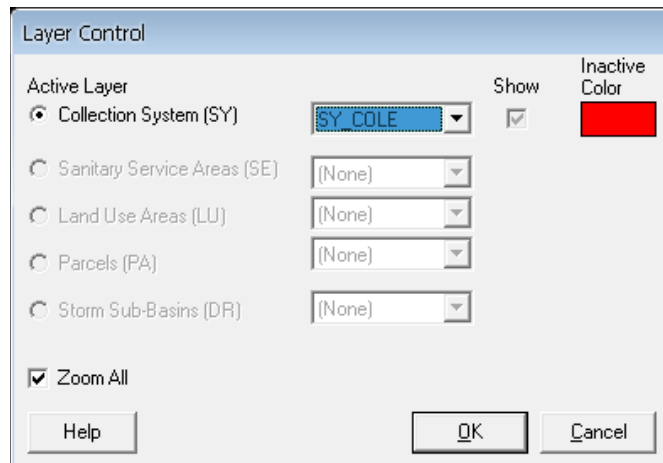 Layer Control
Inactive
Active Layer Show Color
Collection System (SY) SY_COLE
Sanitary Service Areas (SE) (None)
Land Use Areas (LU) (None)
Parcels (PA) (None)
Storm Sub-Basins (DR) (None)
Zoom All
Help OK Cancel